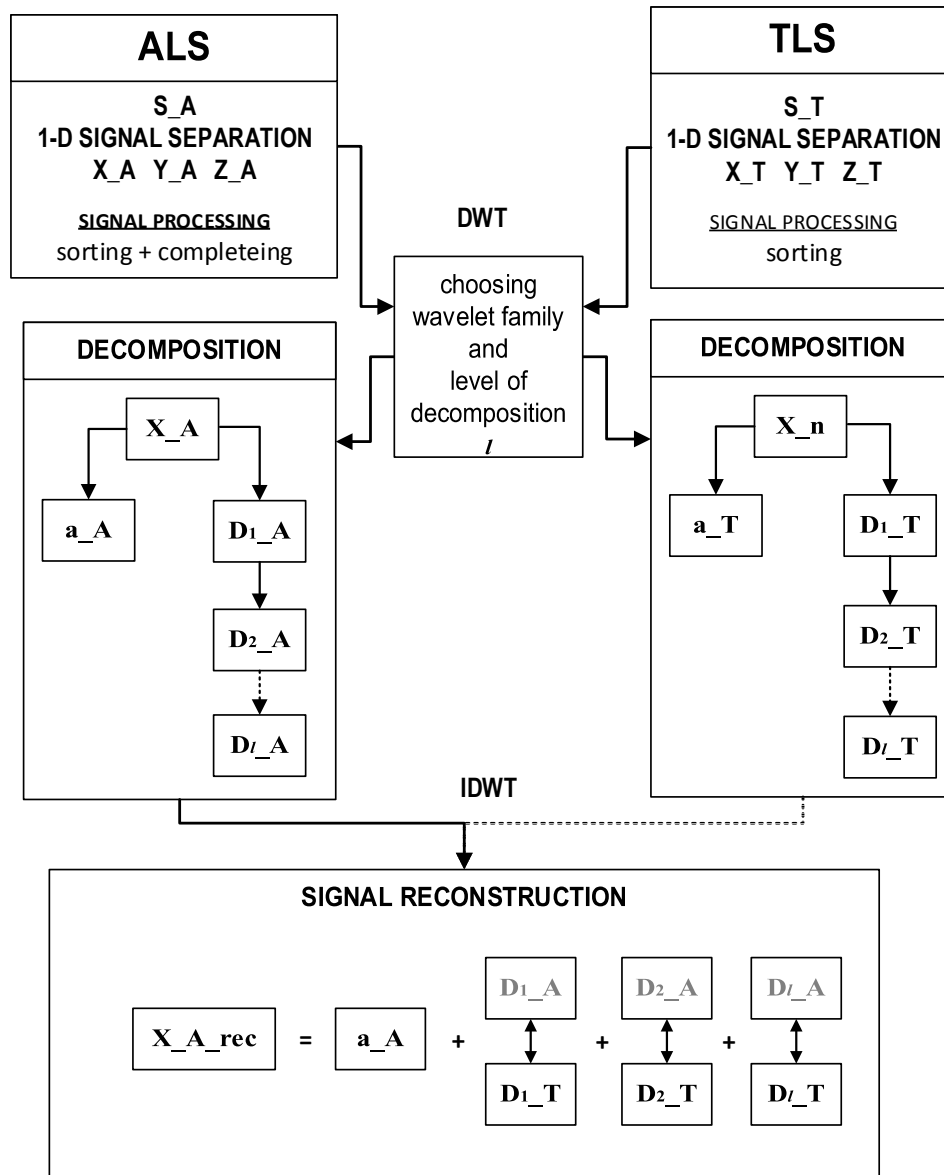 ALS
S_A
1-D SIGNAL SEPARATION
X_A Y_A Z_A
SIGNAL PROCESSING
sorting + completeing
TLS
S_T
1-D SIGNAL SEPARATION
X_T Y_T Z_T
SIGNAL PROCESSING
sorting
DWT
choosing
wavelet family
and
level of
decomposition
l
DECOMPOSITION
X_A
a_A
D1_A
D2_A
Dl_A
DECOMPOSITION
X_n
a_T
D1_T
D2_T
Dl_T
IDWT
SIGNAL RECONSTRUCTION
D1_A D2_A Dl_A
X_A_rec = a_A + + +
D1_T D2_T Dl_T